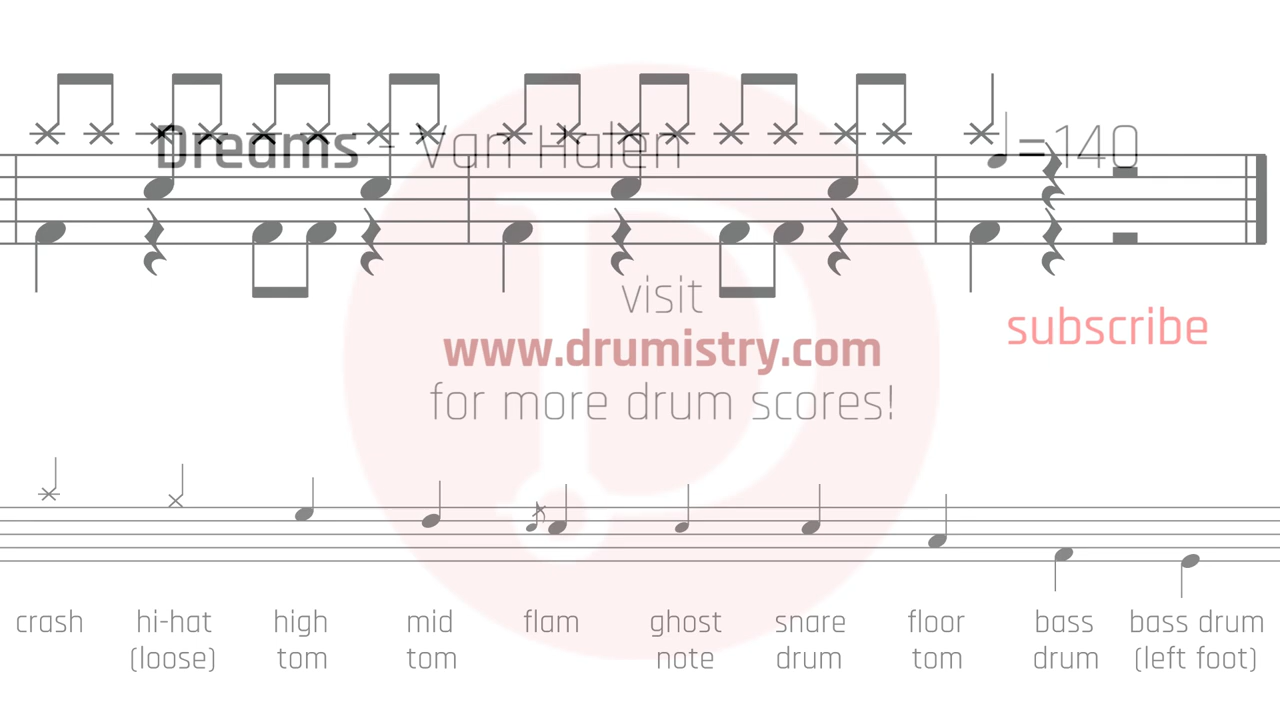 Dreams - Van Halen
♩=140
visit
www.drumistry.com
for more drum scores!
subscribe
crash
hi-hat
(loose)
high
tom
mid
tom
flam
ghost
note
snare
drum
floor
tom
bass
drum
bass drum
(left foot)